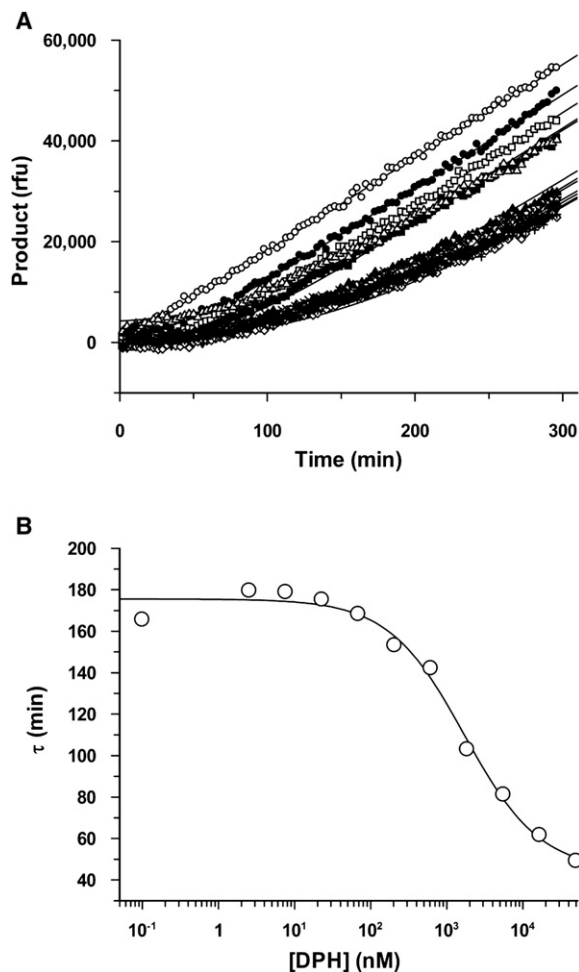 A
60,000
40,000
20,000
0
Product (rfu)
0 100 200 300
Time (min)
B
200
180
160
140
120
100
80
60
40
τ (min)
10⁻¹ 1 10¹ 10² 10³ 10⁴
[DPH] (nM)